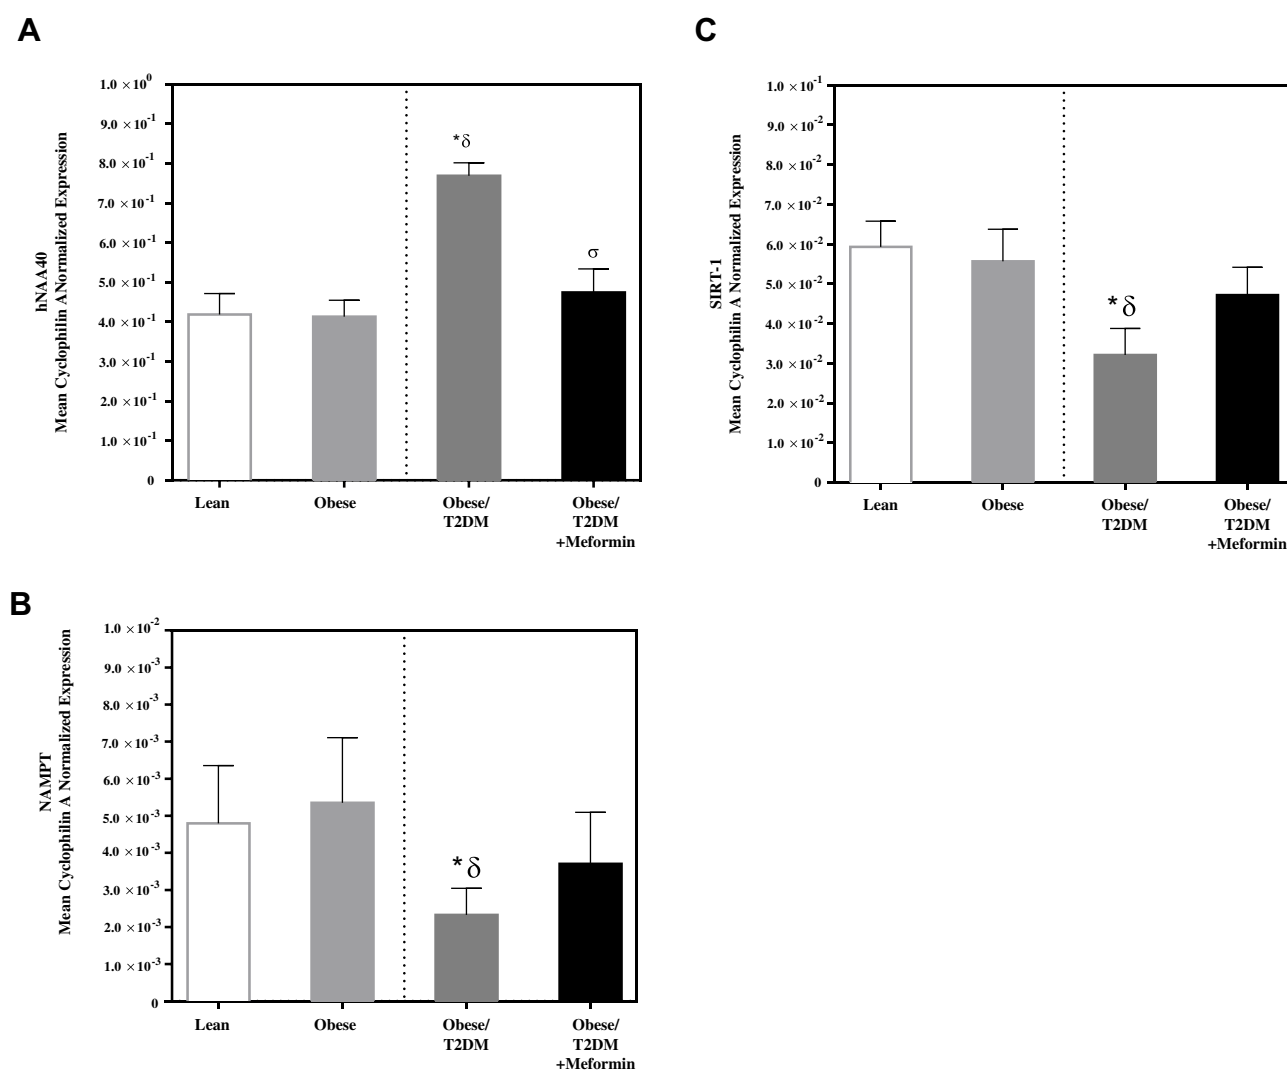 A
hNAA40
Mean Cyclophilin ANormalized Expression
1.0 ×10⁰
9.0 ×10⁻¹
8.0 ×10⁻¹
7.0 ×10⁻¹
6.0 ×10⁻¹
5.0 ×10⁻¹
4.0 ×10⁻¹
3.0 ×10⁻¹
2.0 ×10⁻¹
1.0 ×10⁻¹
0
*δ
σ
Lean
Obese
Obese/
T2DM
Obese/
T2DM
+Meformin
C
SIRT-1
Mean Cyclophilin A Normalized Expression
1.0 ×10⁻¹
9.0 ×10⁻²
8.0 ×10⁻²
7.0 ×10⁻²
6.0 ×10⁻²
5.0 ×10⁻²
4.0 ×10⁻²
3.0 ×10⁻²
2.0 ×10⁻²
1.0 ×10⁻²
0
*δ
Lean
Obese
Obese/
T2DM
Obese/
T2DM
+Meformin
B
NAMPT
Mean Cyclophilin A Normalized Expression
1.0 ×10⁻²
9.0 ×10⁻³
8.0 ×10⁻³
7.0 ×10⁻³
6.0 ×10⁻³
5.0 ×10⁻³
4.0 ×10⁻³
3.0 ×10⁻³
2.0 ×10⁻³
1.0 ×10⁻³
0
*δ
Lean
Obese
Obese/
T2DM
Obese/
T2DM
+Meformin